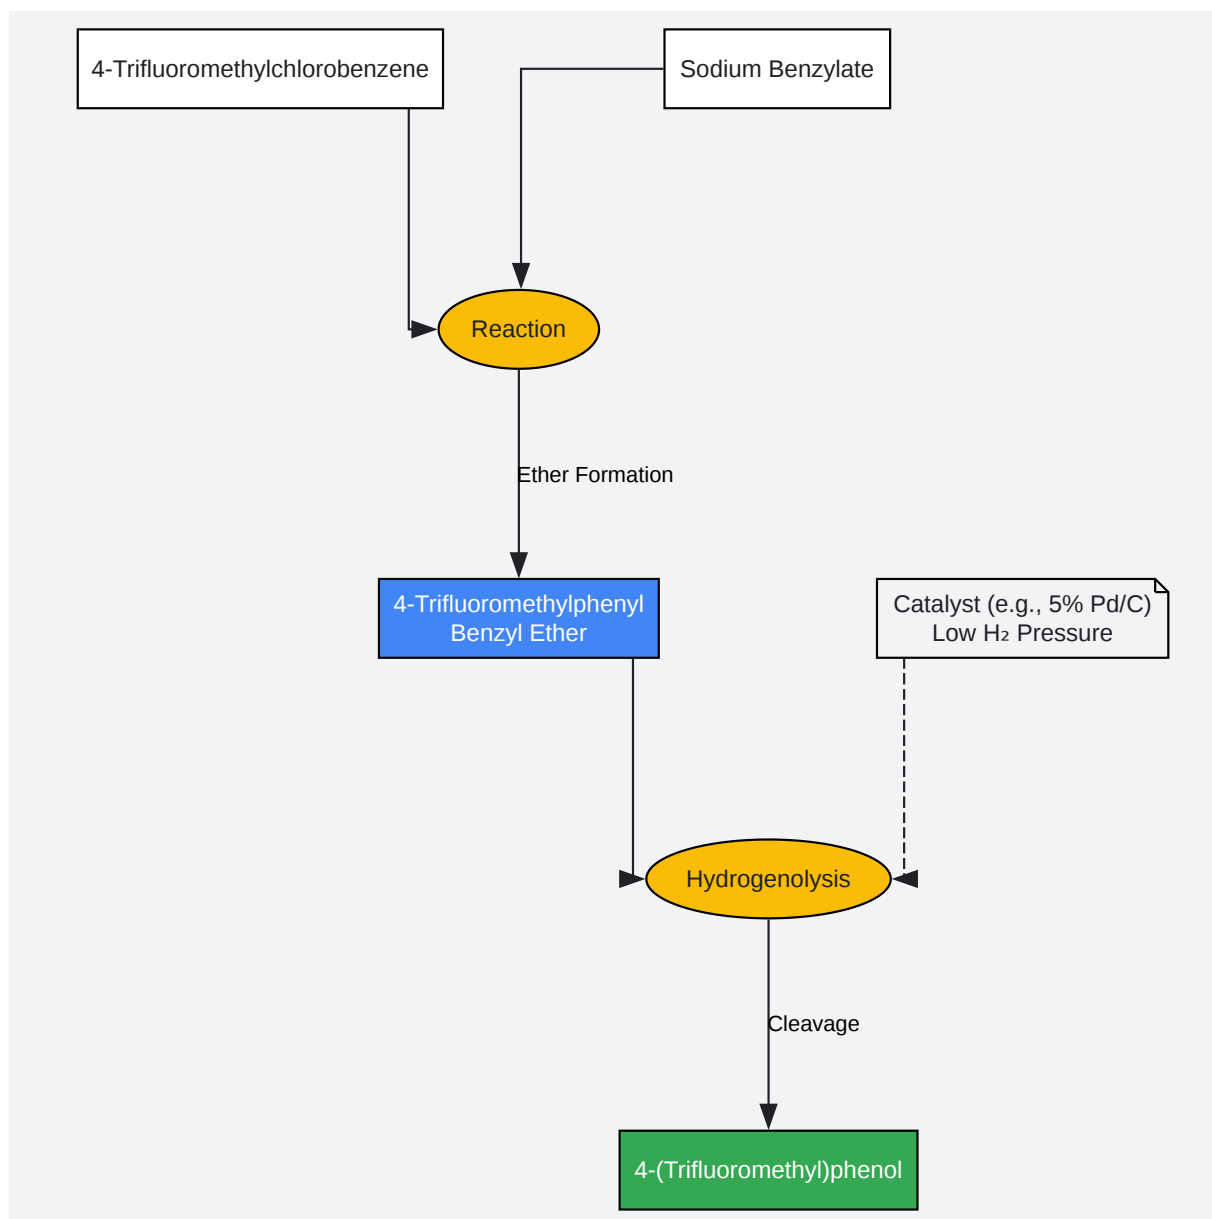 4-Trifluoromethylchlorobenzene
Sodium Benzylate
Reaction
Ether Formation
4-Trifluoromethylphenyl
Benzyl Ether
Catalyst (e.g., 5% Pd/C)
Low H₂ Pressure
Hydrogenolysis
Cleavage
4-(Trifluoromethyl)phenol